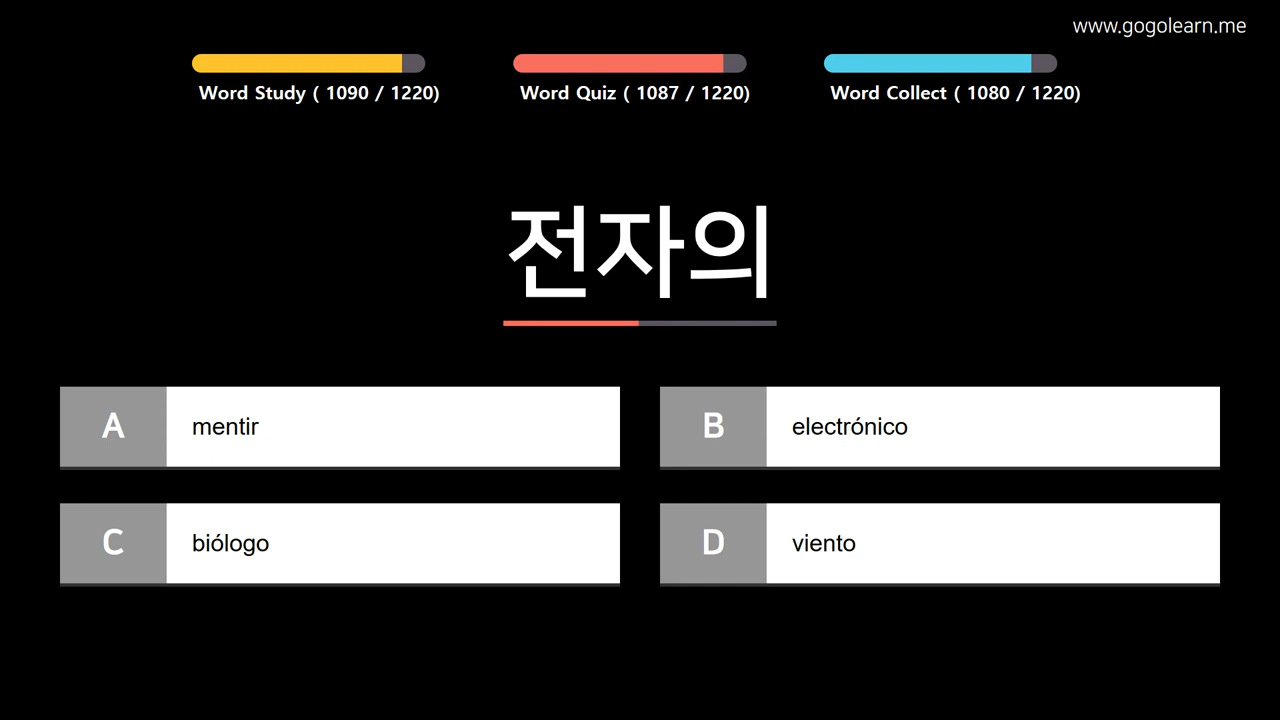 www.gogolearn.me
Word Study ( 1090 / 1220)
Word Quiz ( 1087 / 1220)
Word Collect ( 1080 / 1220)
전자의
A mentir
B electrónico
C biólogo
D viento